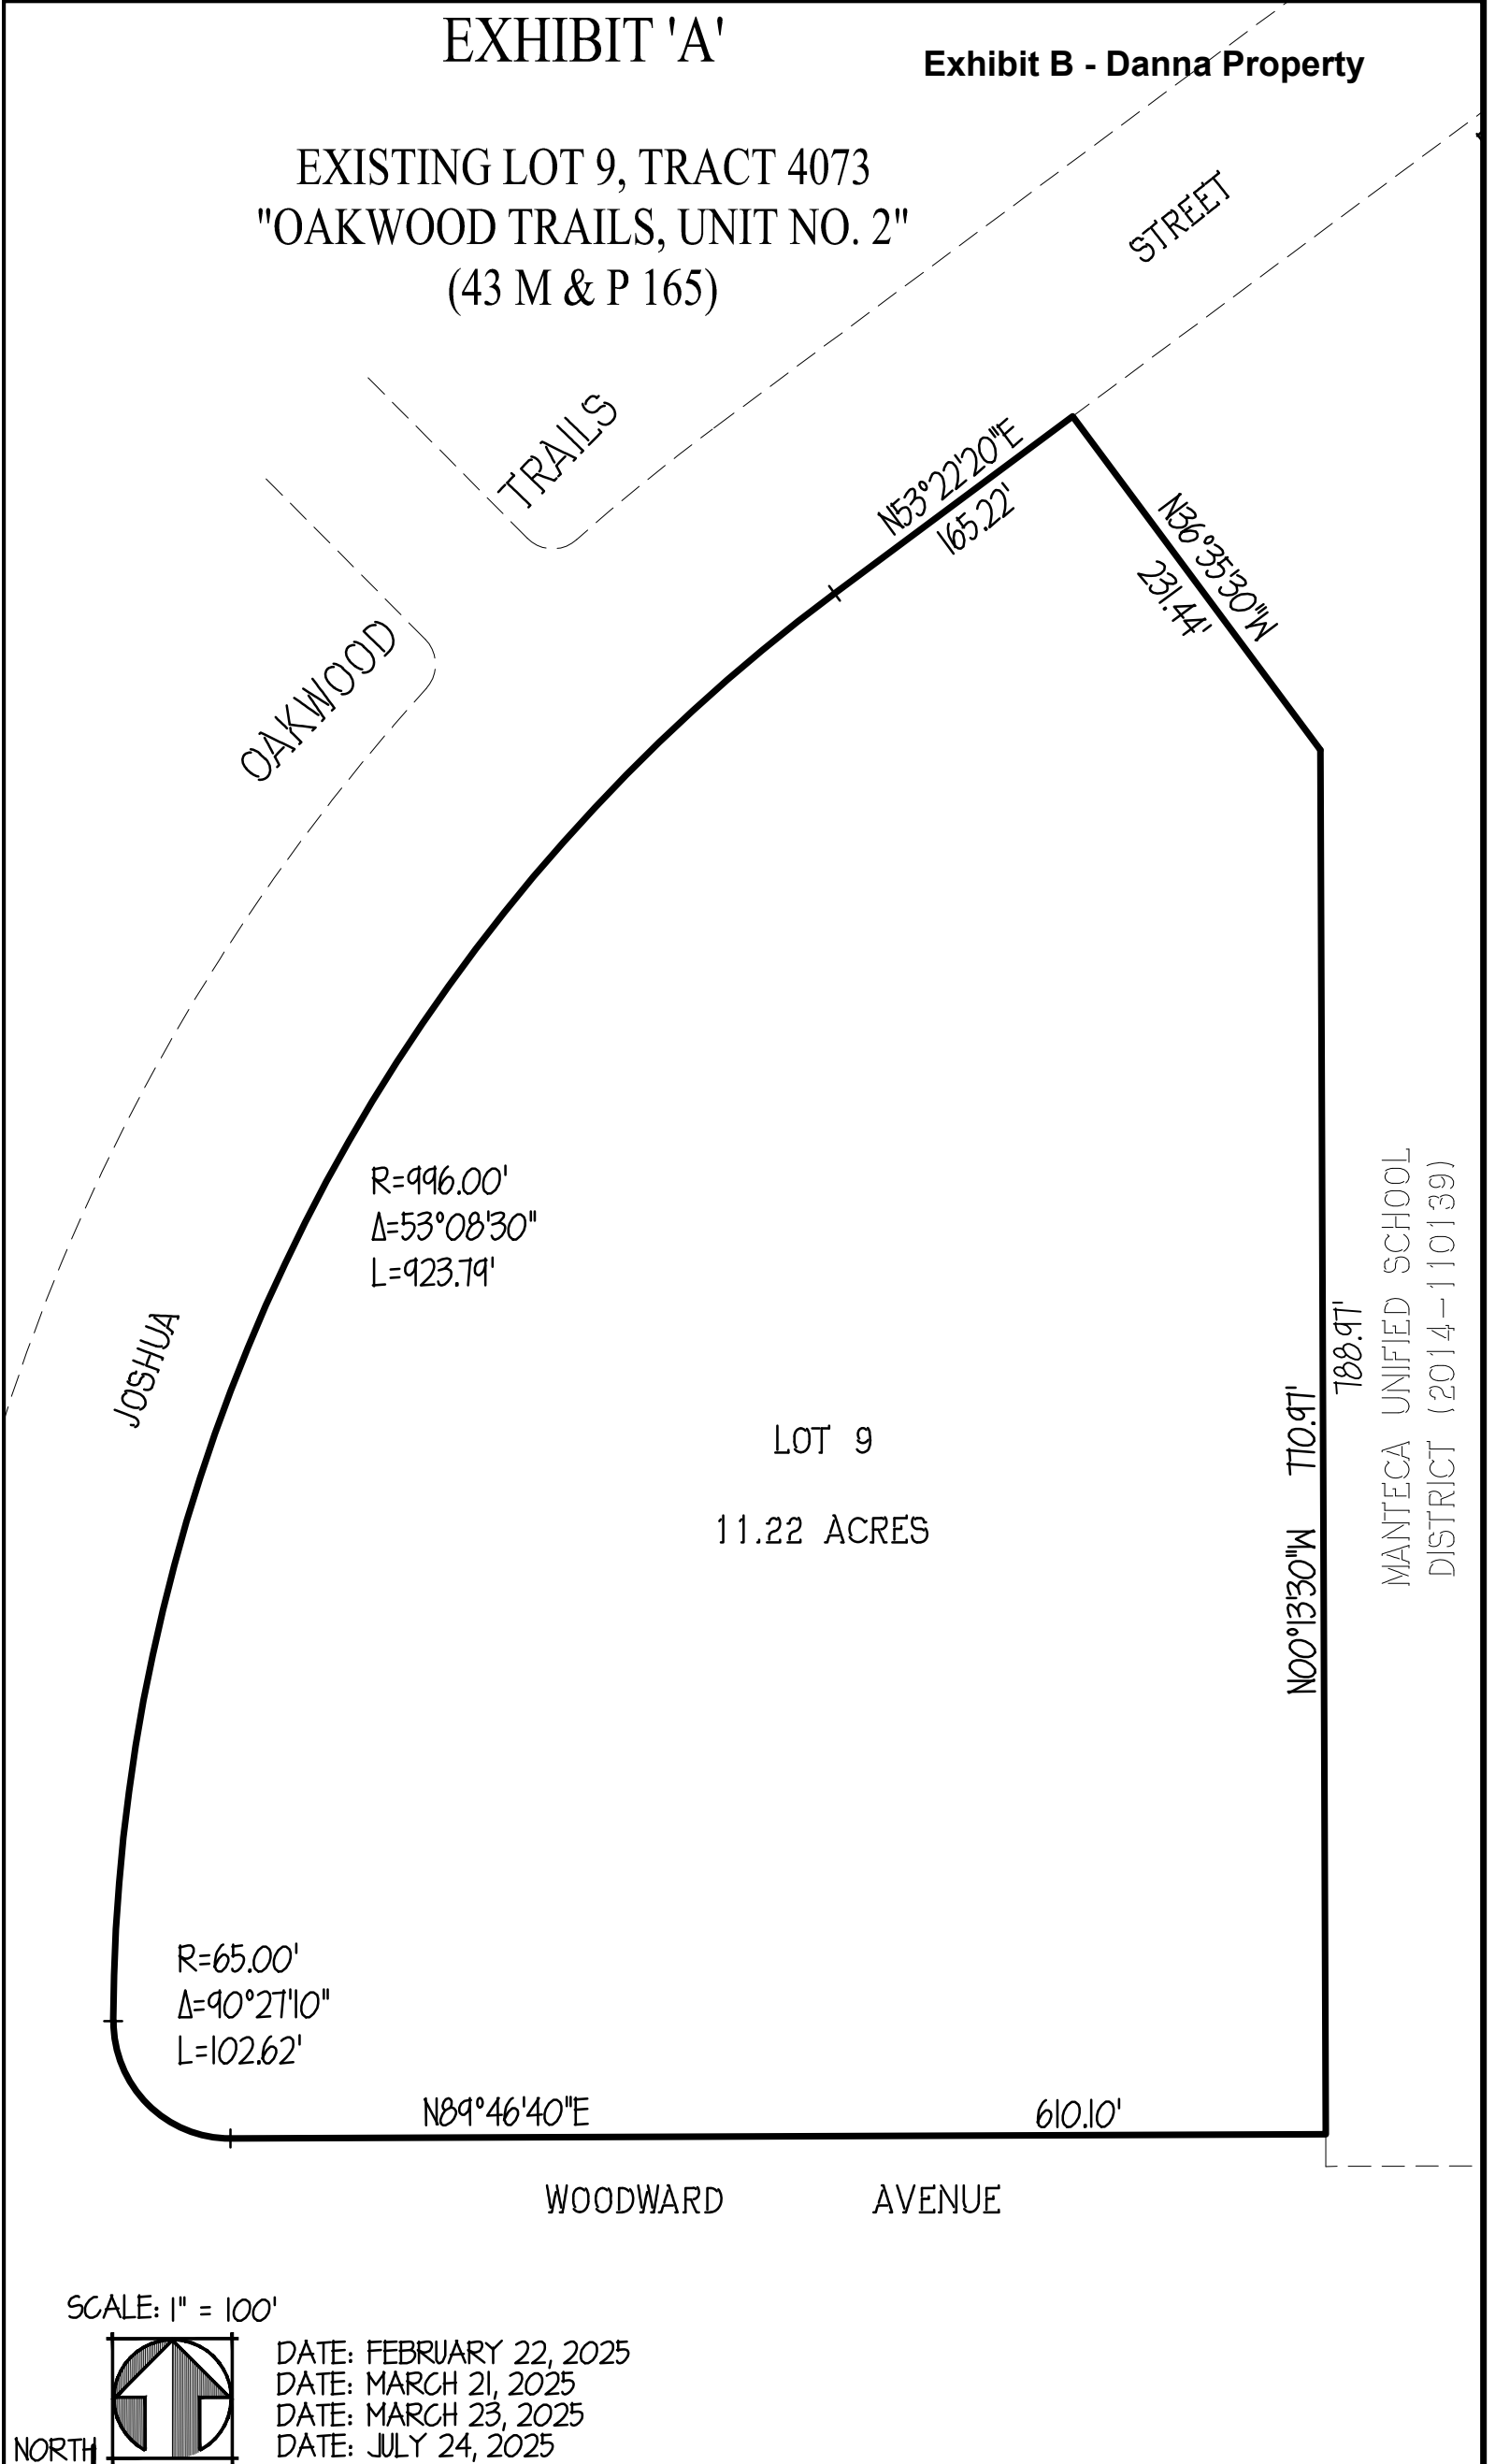 EXHIBIT 'A'
Exhibit B - Danna Property
EXISTING LOT 9, TRACT 4073
"OAKWOOD TRAILS, UNIT NO. 2"
(43 M & P 165)
STREET
TRAILS
OAKWOOD
JOSHUA
N53°22'20"E
165.22'
N36°35'30"W
231.44'
R=996.00'
Δ=53°08'30"
L=923.79'
LOT 9
11.22 ACRES
788.97'
N00°13'30"W 770.97'
MANTECA UNIFIED SCHOOL
DISTRICT (2014-110139)
R=65.00'
Δ=90°27'10"
L=102.62'
N89°46'40"E 610.10'
WOODWARD AVENUE
SCALE: 1" = 100'
DATE: FEBRUARY 22, 2025
DATE: MARCH 21, 2025
DATE: MARCH 23, 2025
DATE: JULY 24, 2025
NORTH